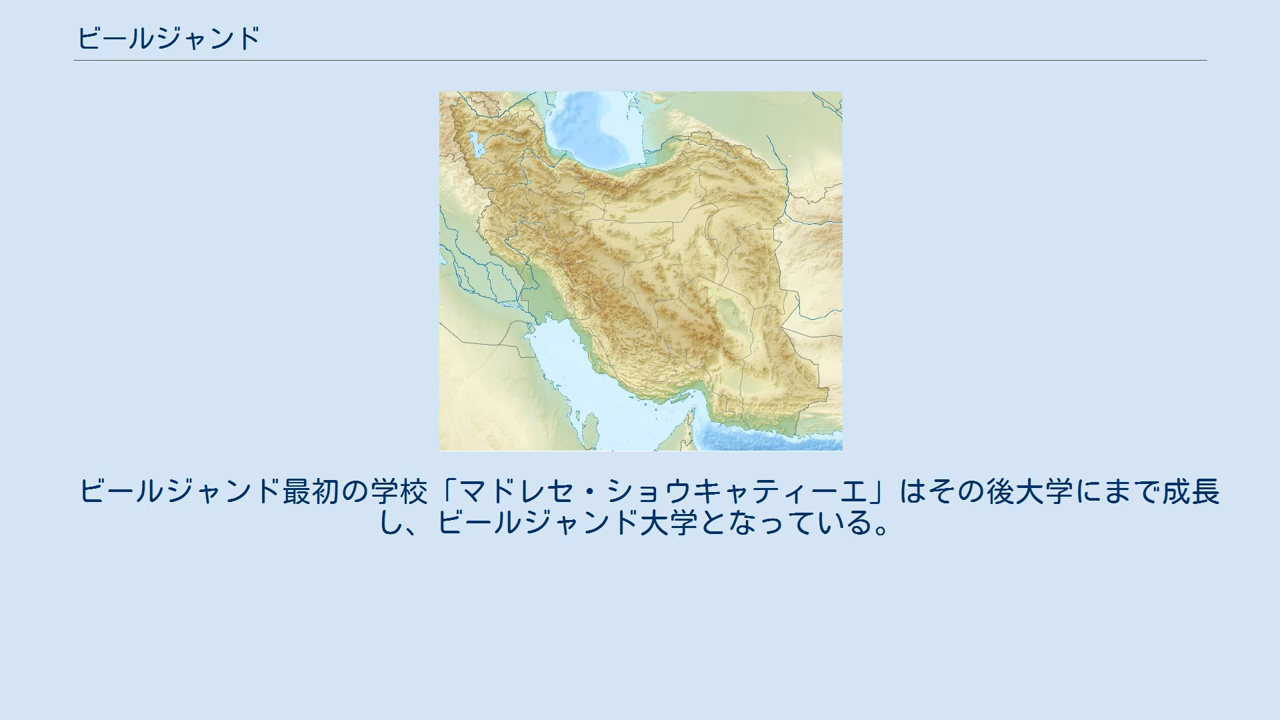 ビールジャンド
ビールジャンド最初の学校「マドレセ・ショウキャティーエ」はその後大学にまで成長
し、ビールジャンド大学となっている。